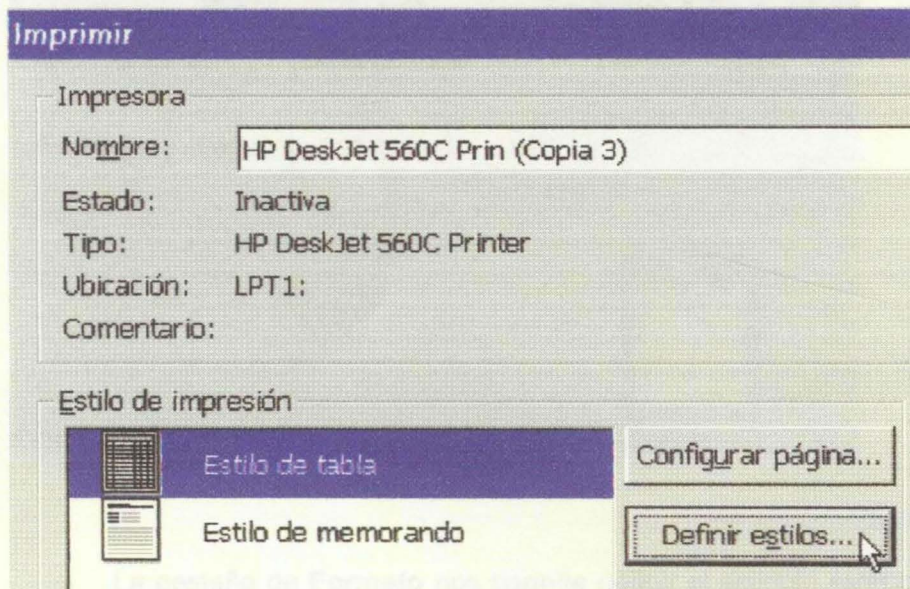 Imprimir
Impresora
Nombre: HP DeskJet 560C Prin (Copia 3)
Estado: Inactiva
Tipo: HP DeskJet 560C Printer
Ubicación: LPT1:
Comentario:
Estilo de impresión
Estilo de tabla
Configurar página...
Estilo de memorando
Definir estilos...